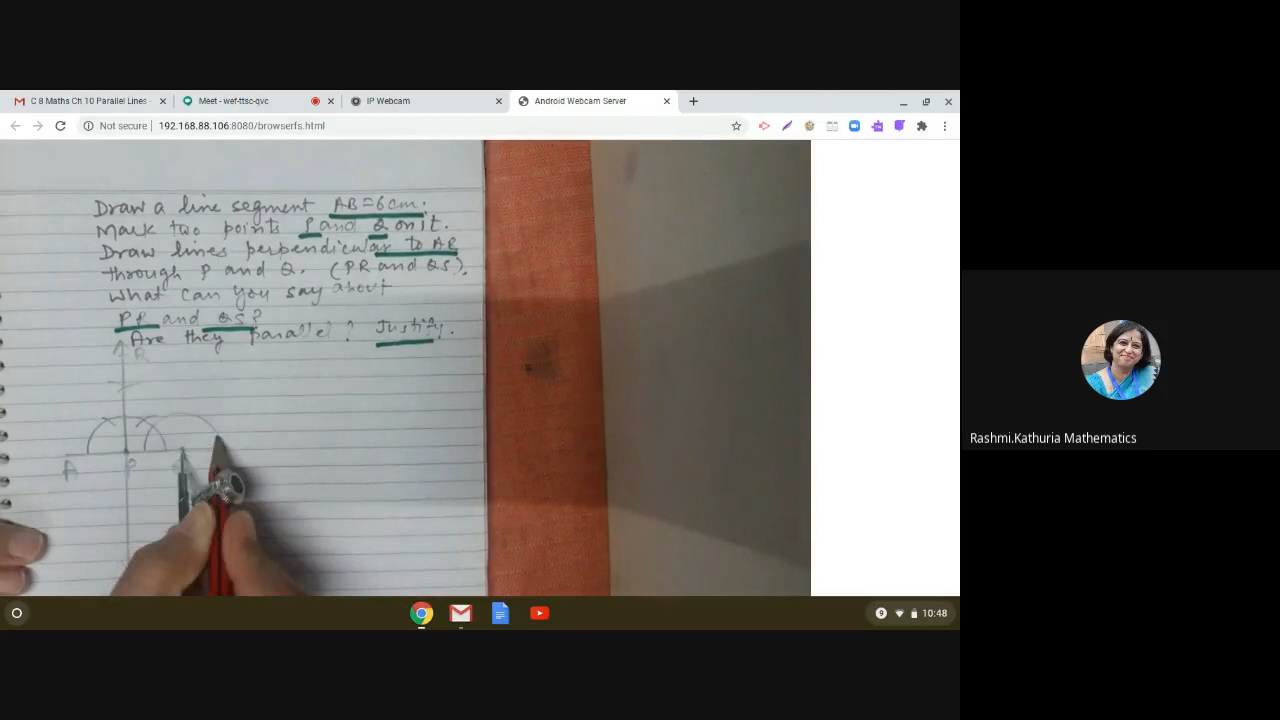 C 8 Maths Ch 10 Parallel Lines -
Meet - wef-ttsc-qvc
IP Webcam
Android Webcam Server
Not secure | 192.168.88.106:8080/browserfs.html
Draw a line segment AB=6cm.
Mark two points P and Q on it.
Draw lines perpendicular to AB
through P and Q. (PR and QS).
What can you say about
PR and QS?
Are they parallel? Justify.
R
A P
Rashmi.Kathuria Mathematics
9 10:48